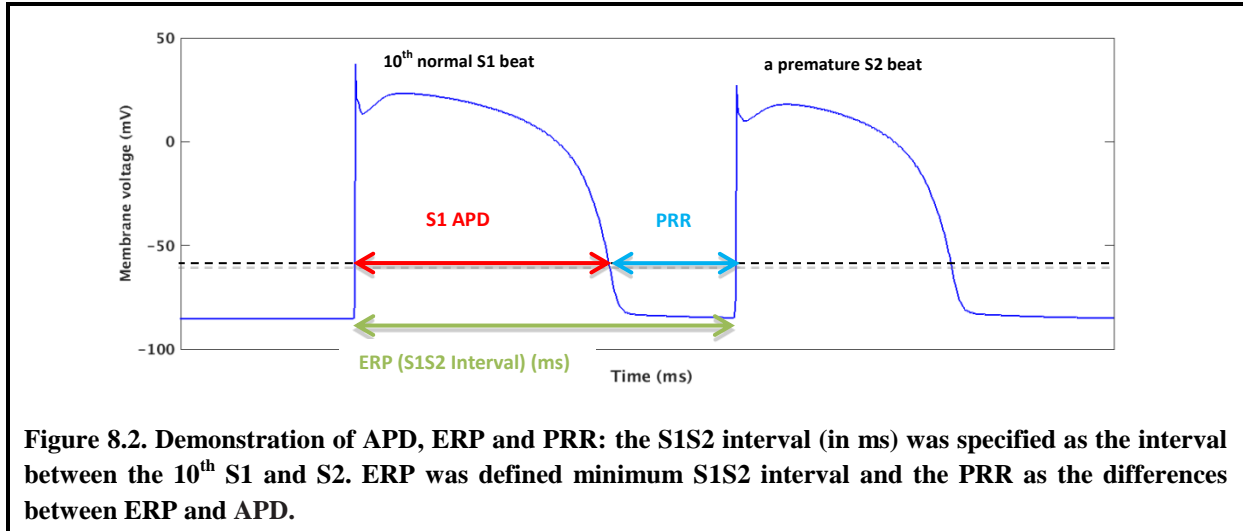 50
10th normal S1 beat
a premature S2 beat
0
Membrane voltage (mV)
S1 APD
PRR
−50
−100
ERP (S1S2 Interval) (ms)
Time (ms)
Figure 8.2. Demonstration of APD, ERP and PRR: the S1S2 interval (in ms) was specified as the interval
between the 10th S1 and S2. ERP was defined minimum S1S2 interval and the PRR as the differences
between ERP and APD.